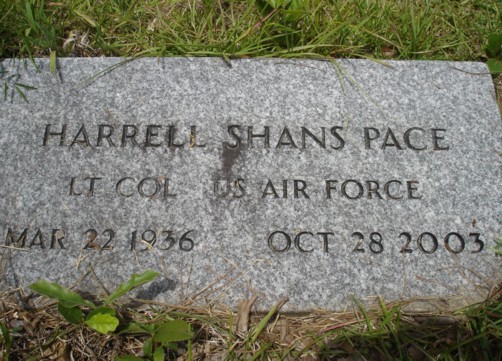 HARRELL SHANS PACE
LT COL US AIR FORCE
MAR 22 1936 OCT 28 2003